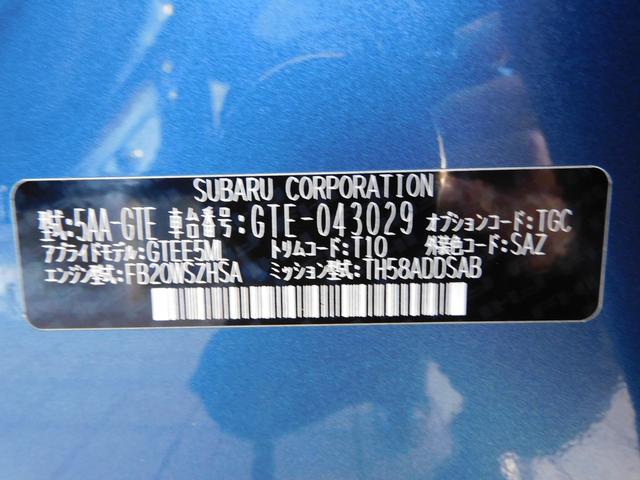 SUBARU CORPORATION
型式:5AA-GTE 車台番号:GTE-043029 オプションコード:TGC
アプライドモデル:GTEE5ML トリムコード:T10 外装色コード:SAZ
エンジン型式:FB20WSZHSA ミッション型式:TH58ADDSAB